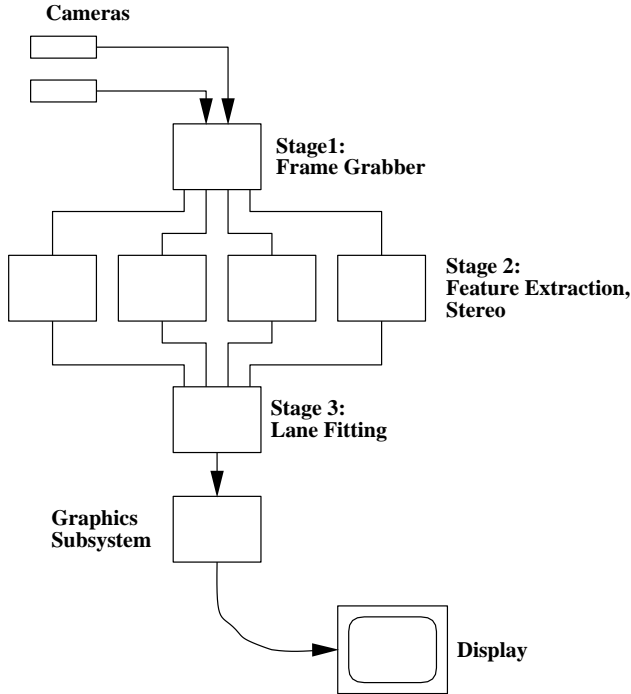 Cameras
Stage1:
Frame Grabber
Stage 2:
Feature Extraction,
Stereo
Stage 3:
Lane Fitting
Graphics
Subsystem
Display